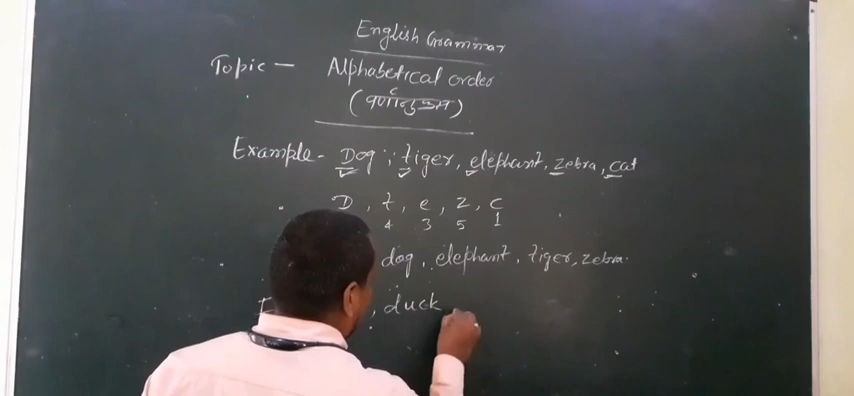 English Grammar
Topic - Alphabetical order
(वर्णानुक्रम)
Example - Dog, tiger, elephant, zebra, cat
D, t, e, z, c
4 3 5 1
dog, elephant, tiger, zebra.
, duck